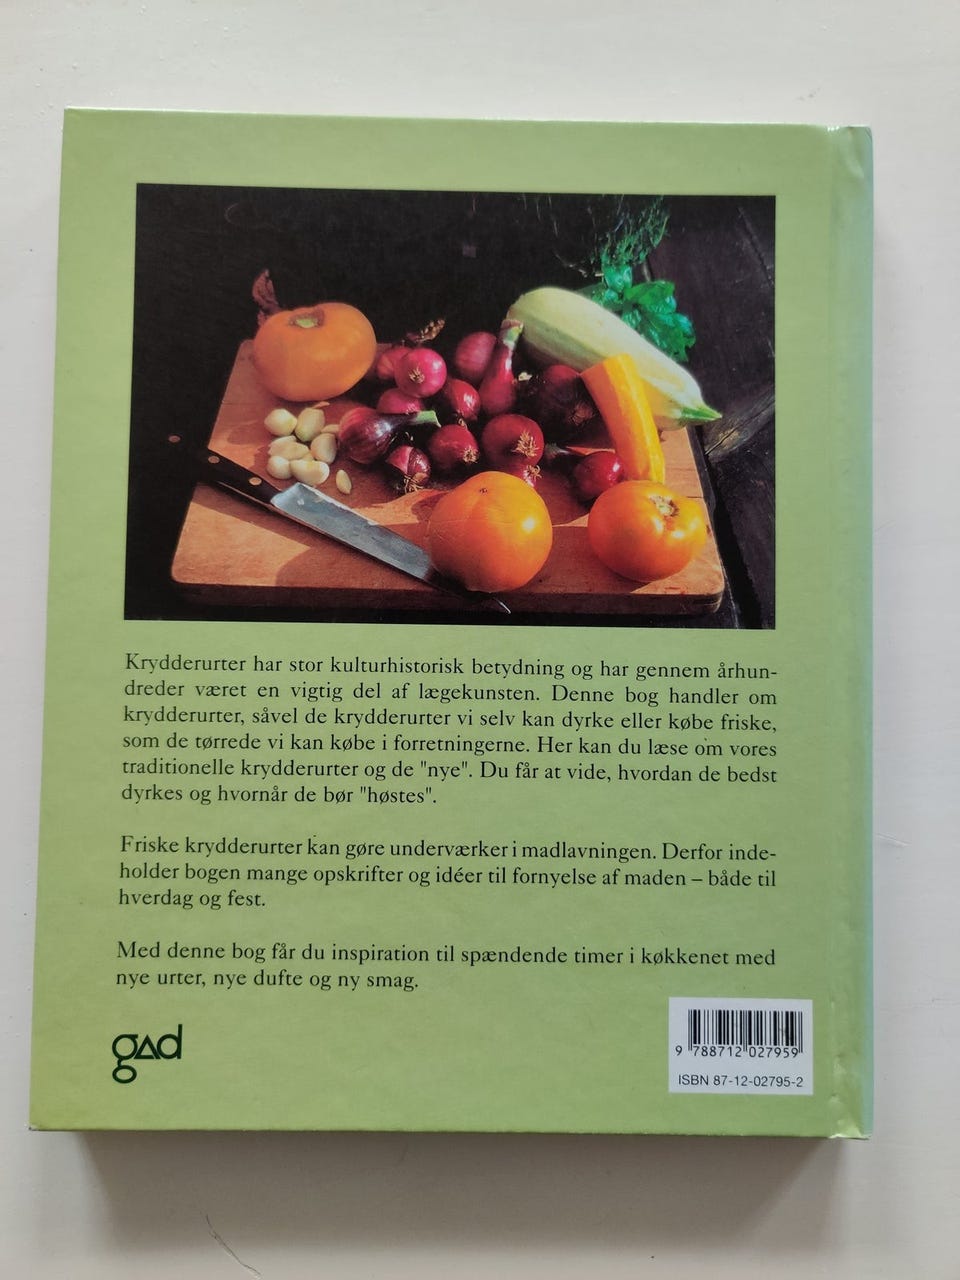 Krydderurter har stor kulturhistorisk betydning og har gennem århun-
dreder været en vigtig del af lægekunsten. Denne bog handler om
krydderurter, såvel de krydderurter vi selv kan dyrke eller købe friske,
som de tørrede vi kan købe i forretningerne. Her kan du læse om vores
traditionelle krydderurter og de "nye". Du får at vide, hvordan de bedst
dyrkes og hvornår de bør "høstes".
Friske krydderurter kan gøre underværker i madlavningen. Derfor inde-
holder bogen mange opskrifter og idéer til fornyelse af maden – både til
hverdag og fest.
Med denne bog får du inspiration til spændende timer i køkkenet med
nye urter, nye dufte og ny smag.
gad
9 788712 027959
ISBN 87-12-02795-2